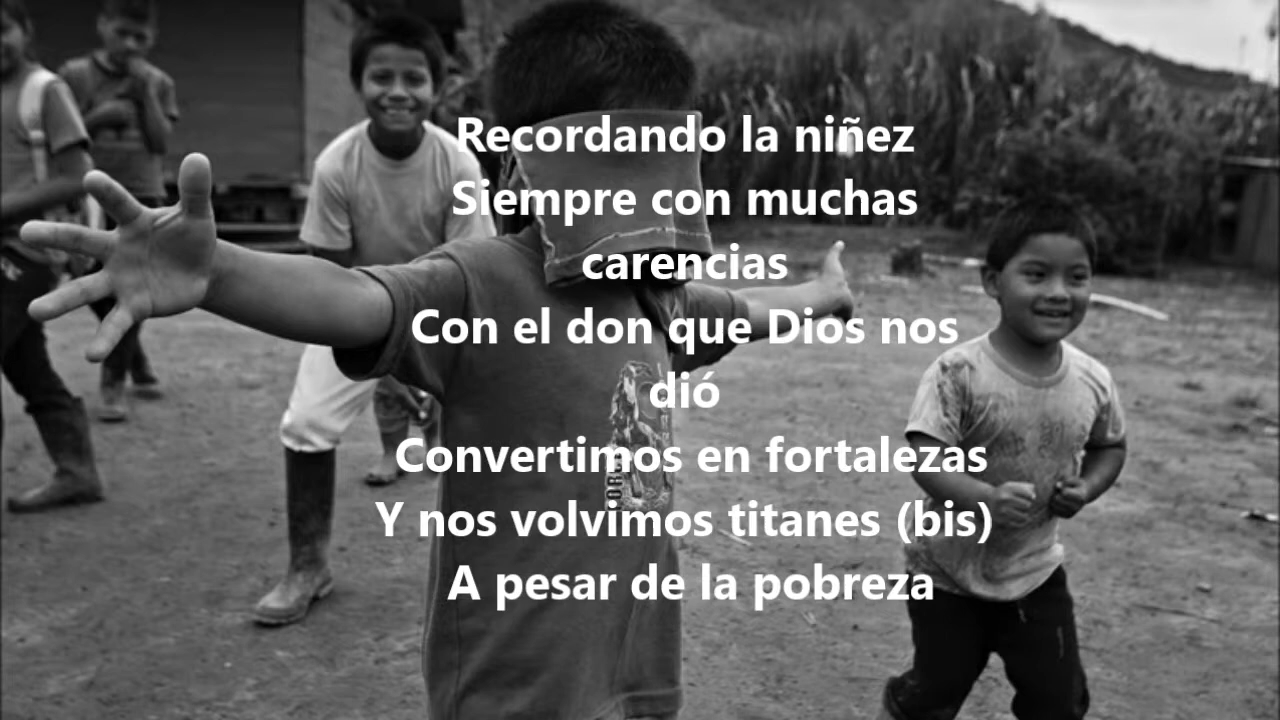 Recordando la niñez
Siempre con muchas
carencias
Con el don que Dios nos
dió
Convertimos en fortalezas
Y nos volvimos titanes (bis)
A pesar de la pobreza